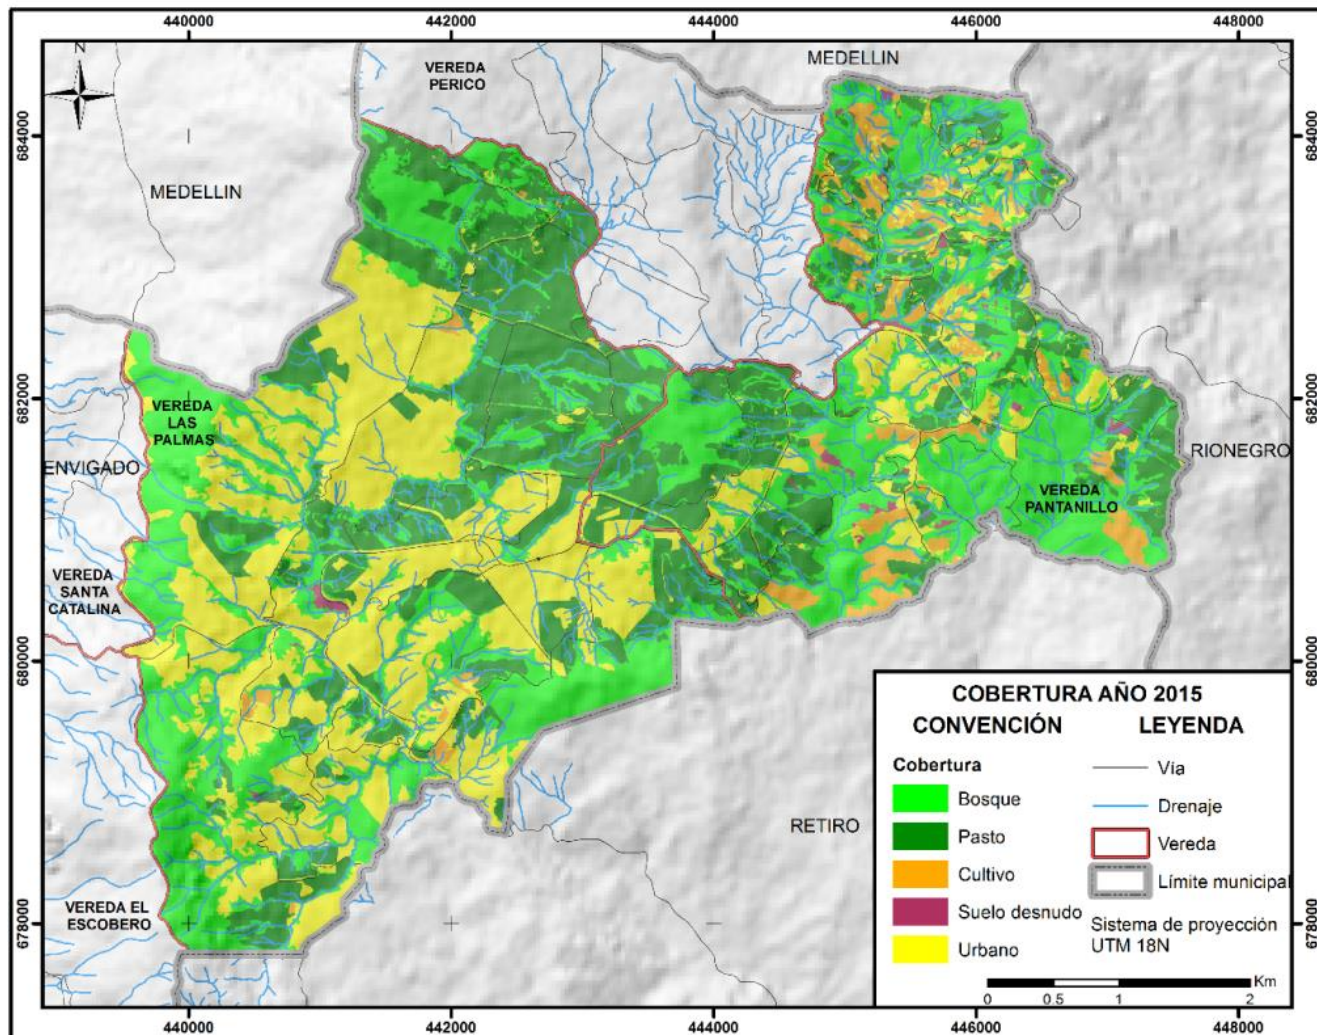 440000
442000
444000
446000
448000
N
684000
682000
680000
678000
MEDELLIN
VEREDA
PERICO
MEDELLIN
684000
VEREDA
LAS
PALMAS
ENVIGADO
682000
RIONEGRO
VEREDA
PANTANILLO
VEREDA
SANTA
CATALINA
680000
RETIRO
VEREDA EL
ESCOBERO
678000
COBERTURA AÑO 2015
CONVENCIÓN
LEYENDA
Cobertura
Bosque
Pasto
Cultivo
Suelo desnudo
Urbano
Vía
Drenaje
Vereda
Límite municipal
Sistema de proyección
UTM 18N
Km
0
0.5
1
2
440000
442000
444000
446000
448000